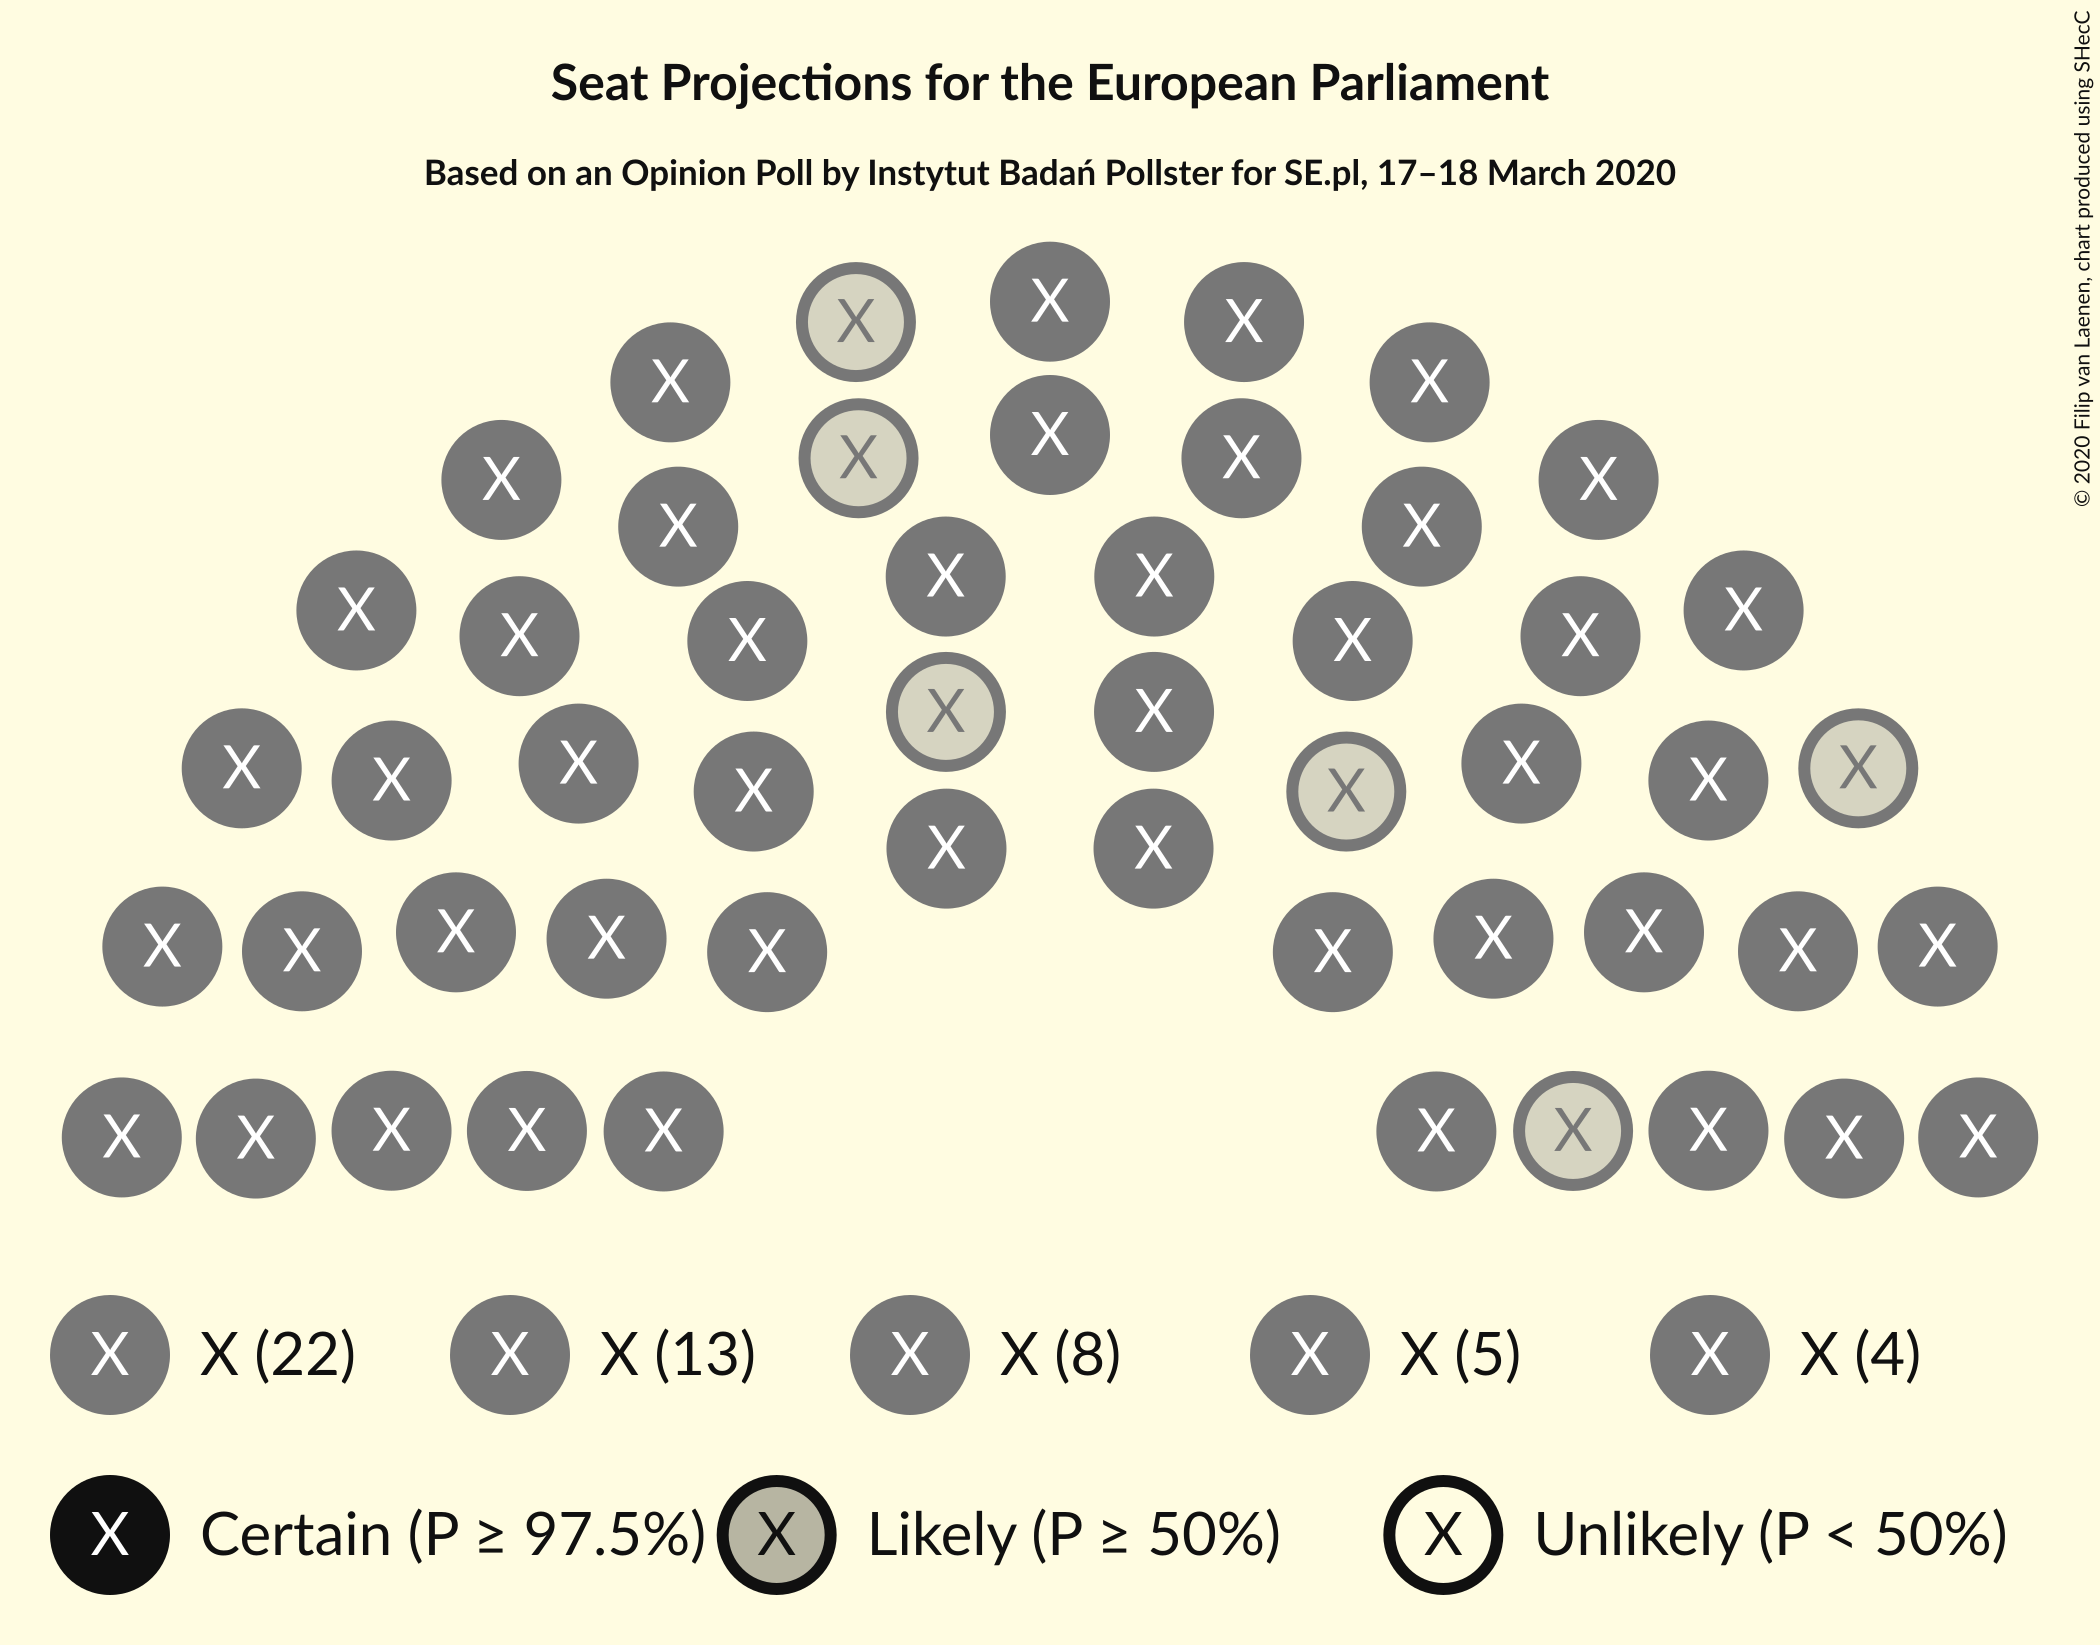 Seat Projections for the European Parliament
Based on an Opinion Poll by Instytut Badań Pollster for SE.pl, 17–18 March 2020
© 2020 Filip van Laenen, chart produced using SHecC
X X X
X X
X X X X X
X X
X X X X X X X X
X X
X X X X X X X X
X X
X X X X X X X X X X
X X X X X X X X X X
X X (22) X X (13) X X (8) X X (5) X X (4)
X Certain (P ≥ 97.5%) X Likely (P ≥ 50%) X Unlikely (P < 50%)